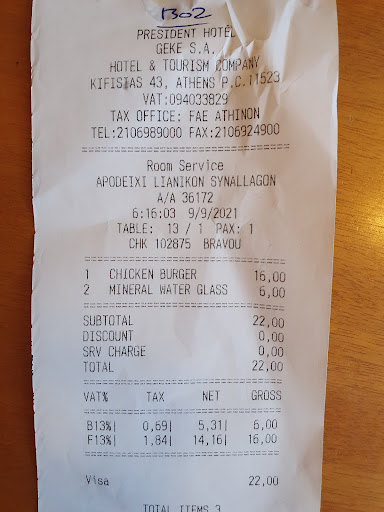 1302
PRESIDENT HOTEL
GEKE S.A.
HOTEL & TOURISM COMPANY
KIFISIAS 43, ATHENS P.C.11523
VAT:094033829
TAX OFFICE: FAE ATHINON
TEL:2106989000 FAX:2106924900
Room Service
APODEIXI LIANIKON SYNALLAGON
A/A 36172
6:16:03 9/9/2021
TABLE: 13 / 1 PAX: 1
CHK 102875 BRAVOU
1 CHICKEN BURGER 16,00
2 MINERAL WATER GLASS 6,00
SUBTOTAL 22,00
DISCOUNT 0,00
SRV CHARGE 0,00
TOTAL 22,00
VAT% TAX NET GROSS
B13%| 0,69| 5,31| 6,00
F13%| 1,84| 14,16| 16,00
Visa 22,00
TOTAL ITEMS 3